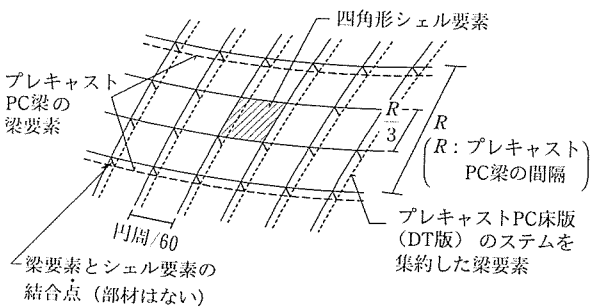 四角形シェル要素
プレキャスト
PC梁の
梁要素
R/3
R
(R：プレキャスト
PC梁の間隔)
円周/60
プレキャストPC床版
(DT版) のステムを
集約した梁要素
梁要素とシェル要素の
結合点 (部材はない)